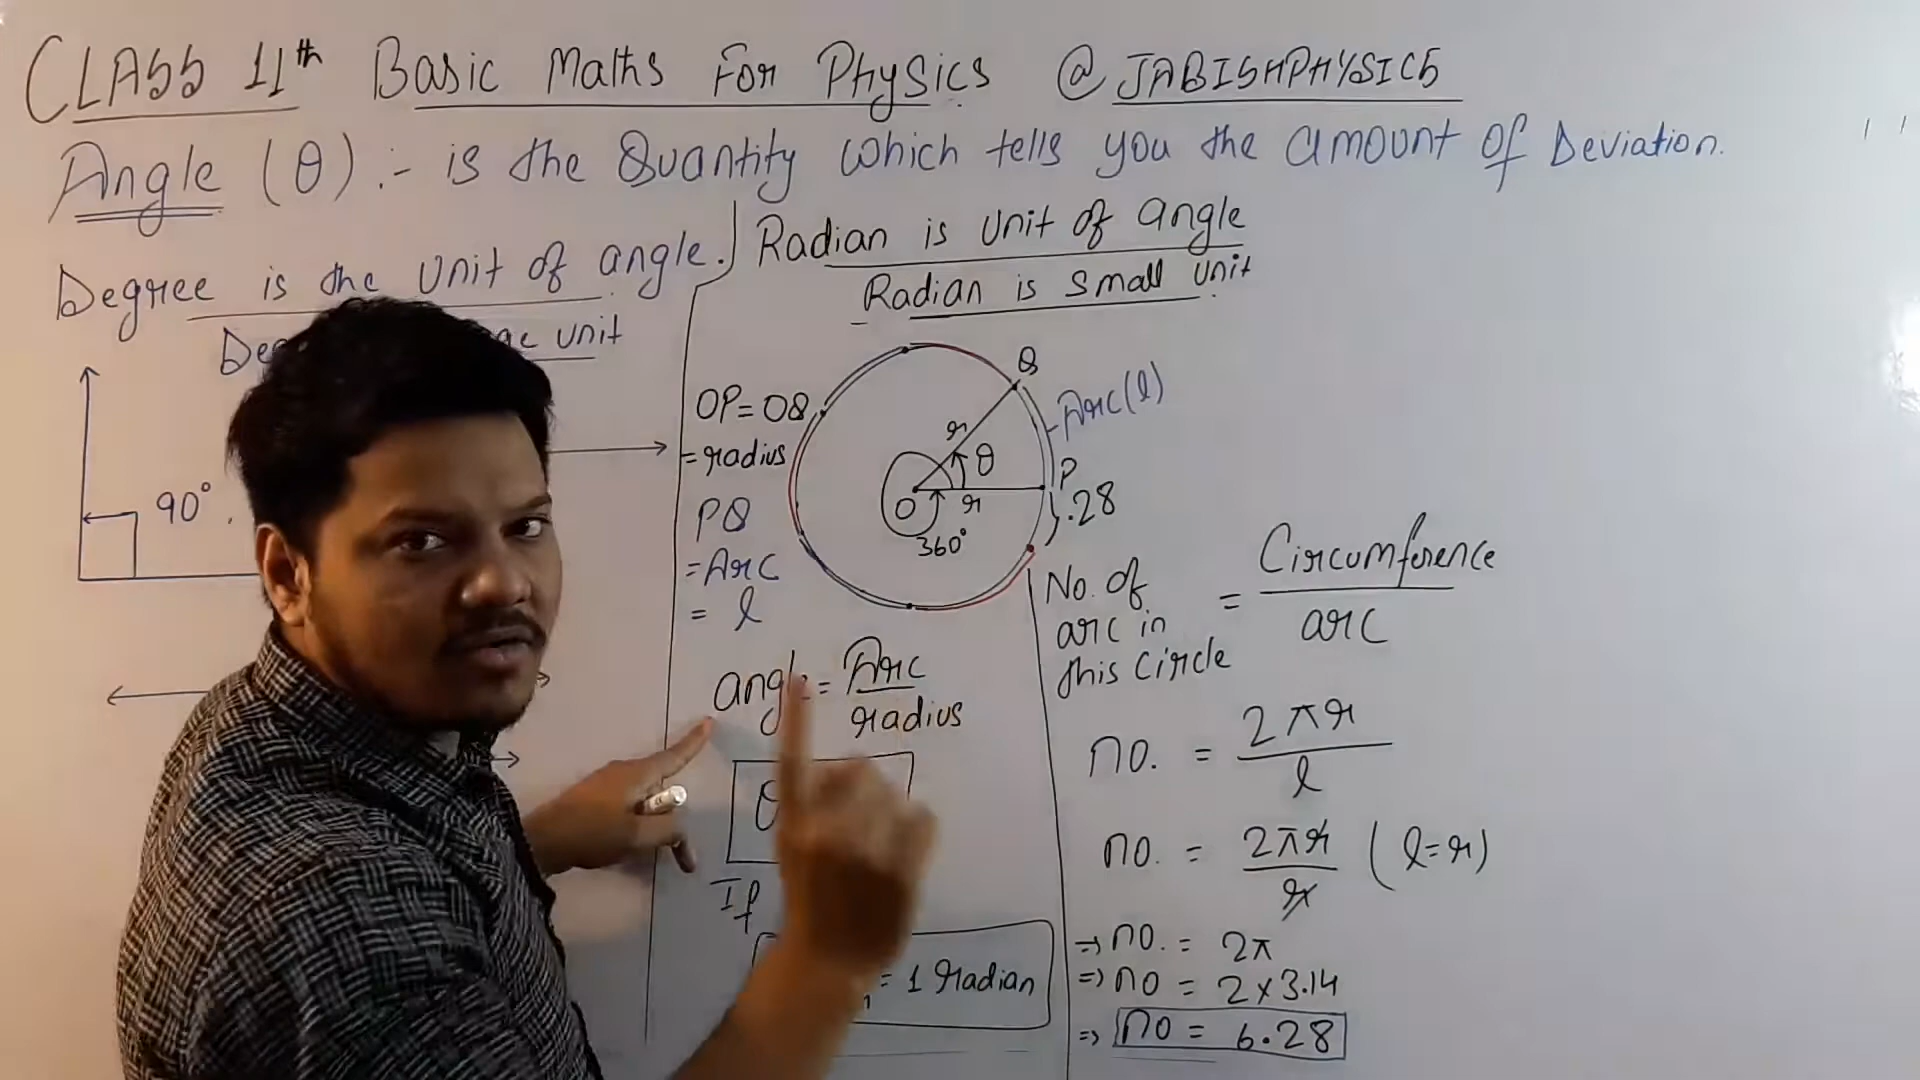 CLASS 11th Basic Maths For Physics @JABISHPHYSICS
Angle (θ) :- is the Quantity which tells you the amount of Deviation.
Degree is the unit of angle.
unit
90°
Radian is unit of angle
Radian is small unit
OP = OQ
= radius
PQ
= Arc
= l
Q
Arc(l)
r
θ
P
O
r
.28
360°
angle = Arc
radius
θ
If
= 1 Radian
No. of
arc in
this circle
= Circumference
arc
no. = 2πr
l
no. = 2πr (l=r)
r
=> no. = 2π
=> no = 2×3.14
=> no = 6.28